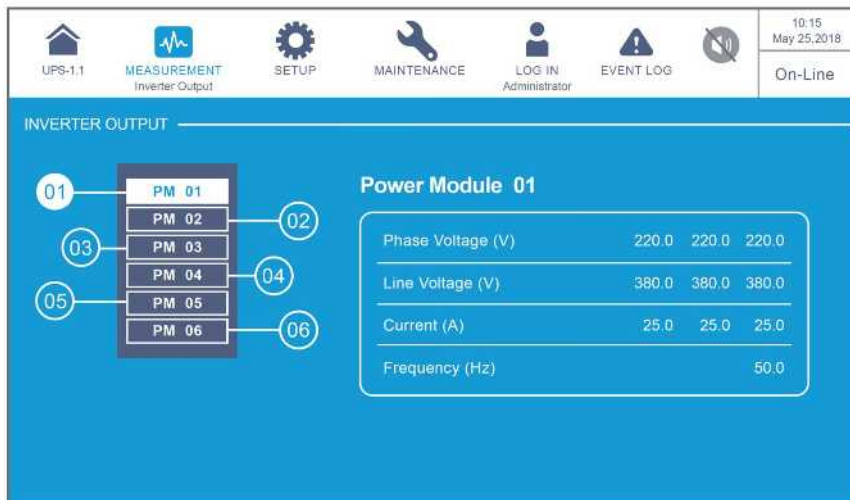 10:15
May 25,2018
On-Line
UPS-1.1
MEASUREMENT
Inverter Output
SETUP
MAINTENANCE
LOG IN
Administrator
EVENT LOG
INVERTER OUTPUT
01
PM 01
PM 02
02
03
PM 03
PM 04
04
05
PM 05
PM 06
06
Power Module 01
Phase Voltage (V) 220.0 220.0 220.0
Line Voltage (V) 380.0 380.0 380.0
Current (A) 25.0 25.0 25.0
Frequency (Hz) 50.0